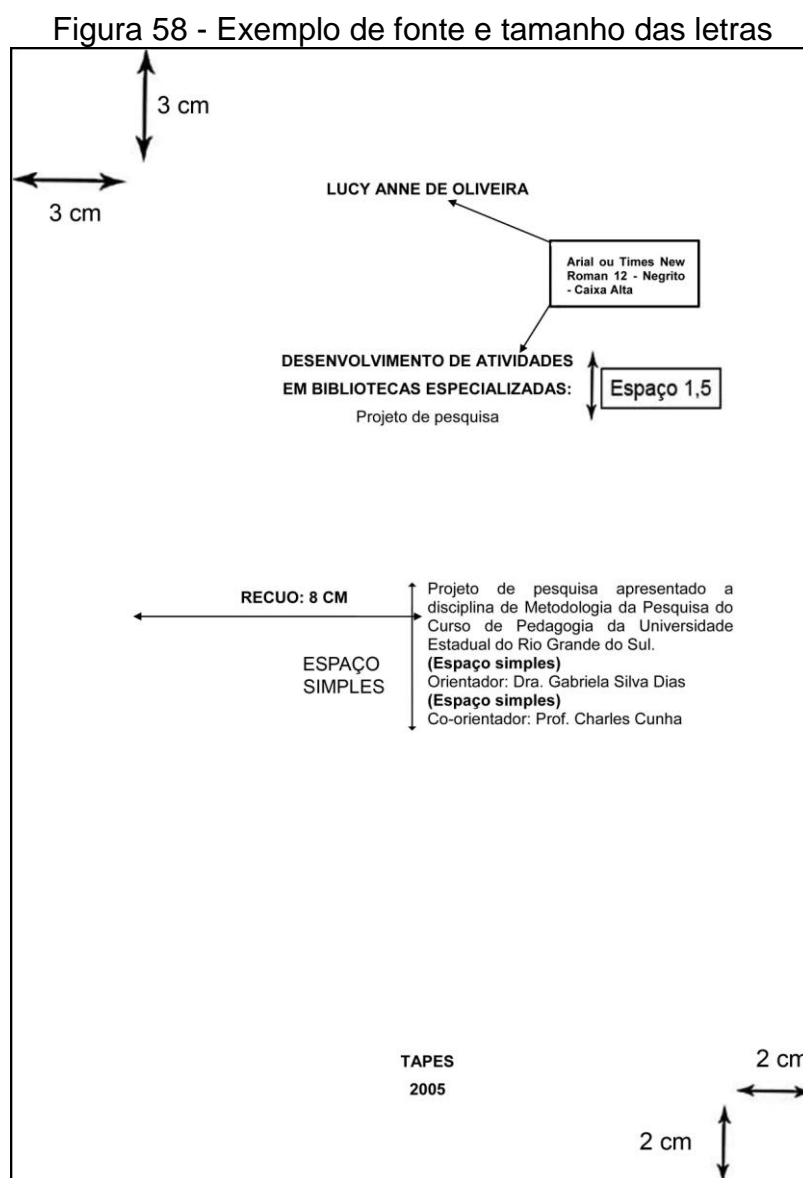 Figura 58 - Exemplo de fonte e tamanho das letras
3 cm
3 cm
LUCY ANNE DE OLIVEIRA
Arial ou Times New
Roman 12 - Negrito
- Caixa Alta
DESENVOLVIMENTO DE ATIVIDADES
EM BIBLIOTECAS ESPECIALIZADAS:
Espaço 1,5
Projeto de pesquisa
RECUO: 8 CM
ESPAÇO
SIMPLES
Projeto de pesquisa apresentado a
disciplina de Metodologia da Pesquisa do
Curso de Pedagogia da Universidade
Estadual do Rio Grande do Sul.
(Espaço simples)
Orientador: Dra. Gabriela Silva Dias
(Espaço simples)
Co-orientador: Prof. Charles Cunha
TAPES
2005
2 cm
2 cm